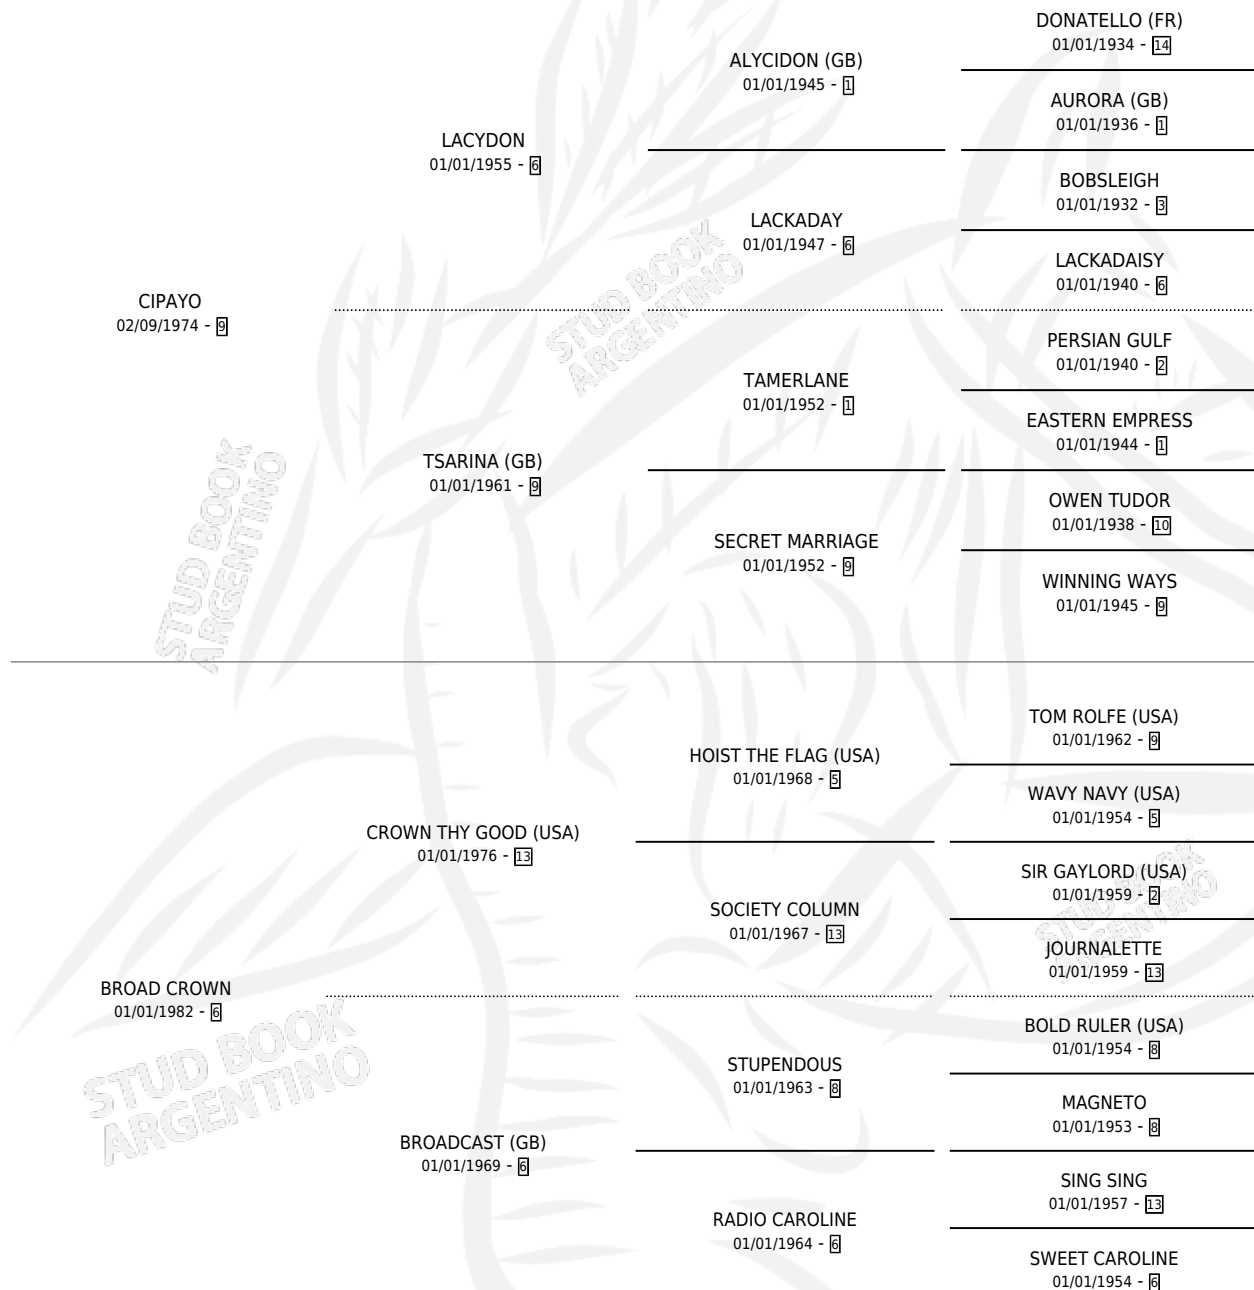 DONATELLO (FR)
01/01/1934 - 14
ALYCIDON (GB)
01/01/1945 - 1
AURORA (GB)
01/01/1936 - 1
LACYDON
01/01/1955 - 6
BOBSLEIGH
01/01/1932 - 3
LACKADAY
01/01/1947 - 6
LACKADAISY
01/01/1940 - 6
CIPAYO
02/09/1974 - 9
PERSIAN GULF
01/01/1940 - 2
TAMERLANE
01/01/1952 - 1
EASTERN EMPRESS
01/01/1944 - 1
TSARINA (GB)
01/01/1961 - 9
OWEN TUDOR
01/01/1938 - 10
SECRET MARRIAGE
01/01/1952 - 9
WINNING WAYS
01/01/1945 - 9
TOM ROLFE (USA)
01/01/1962 - 9
HOIST THE FLAG (USA)
01/01/1968 - 5
WAVY NAVY (USA)
01/01/1954 - 5
CROWN THY GOOD (USA)
01/01/1976 - 13
SIR GAYLORD (USA)
01/01/1959 - 2
SOCIETY COLUMN
01/01/1967 - 13
JOURNALETTE
01/01/1959 - 13
BROAD CROWN
01/01/1982 - 6
BOLD RULER (USA)
01/01/1954 - 8
STUPENDOUS
01/01/1963 - 8
MAGNETO
01/01/1953 - 8
BROADCAST (GB)
01/01/1969 - 6
SING SING
01/01/1957 - 13
RADIO CAROLINE
01/01/1964 - 6
SWEET CAROLINE
01/01/1954 - 6
STUD BOOK
ARGENTINO
STUD BOOK
ARGENTINO
STUD BOOK
ARGENTINO
STUD BOOK
ARGENTINO